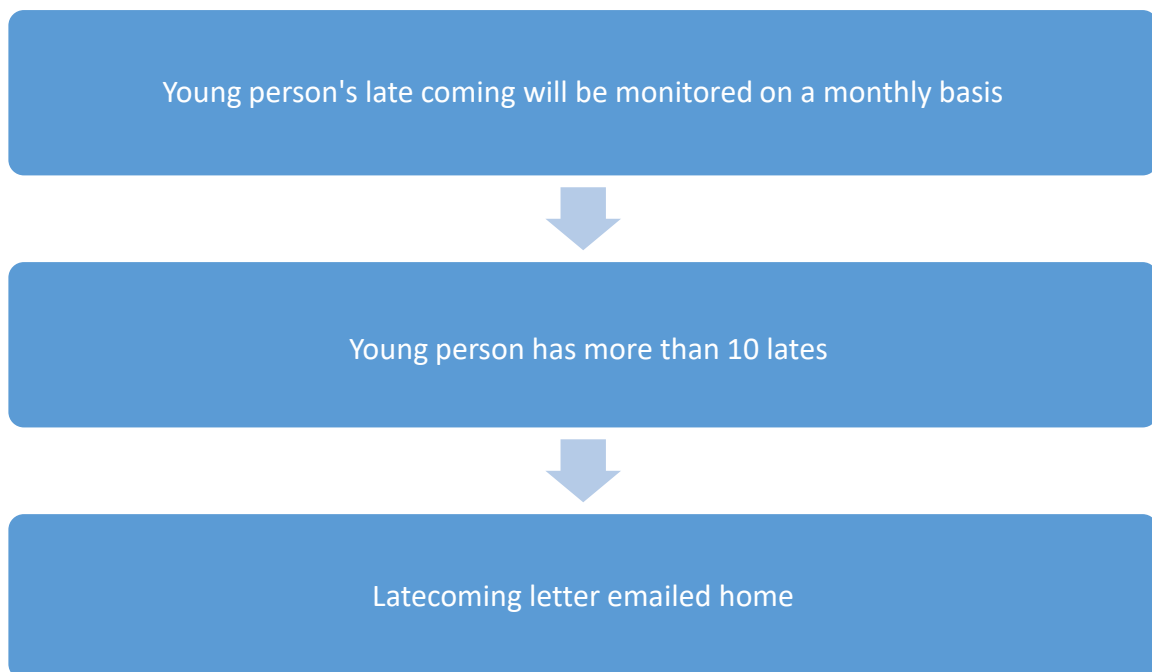 Young person's late coming will be monitored on a monthly basis
Young person has more than 10 lates
Latecoming letter emailed home